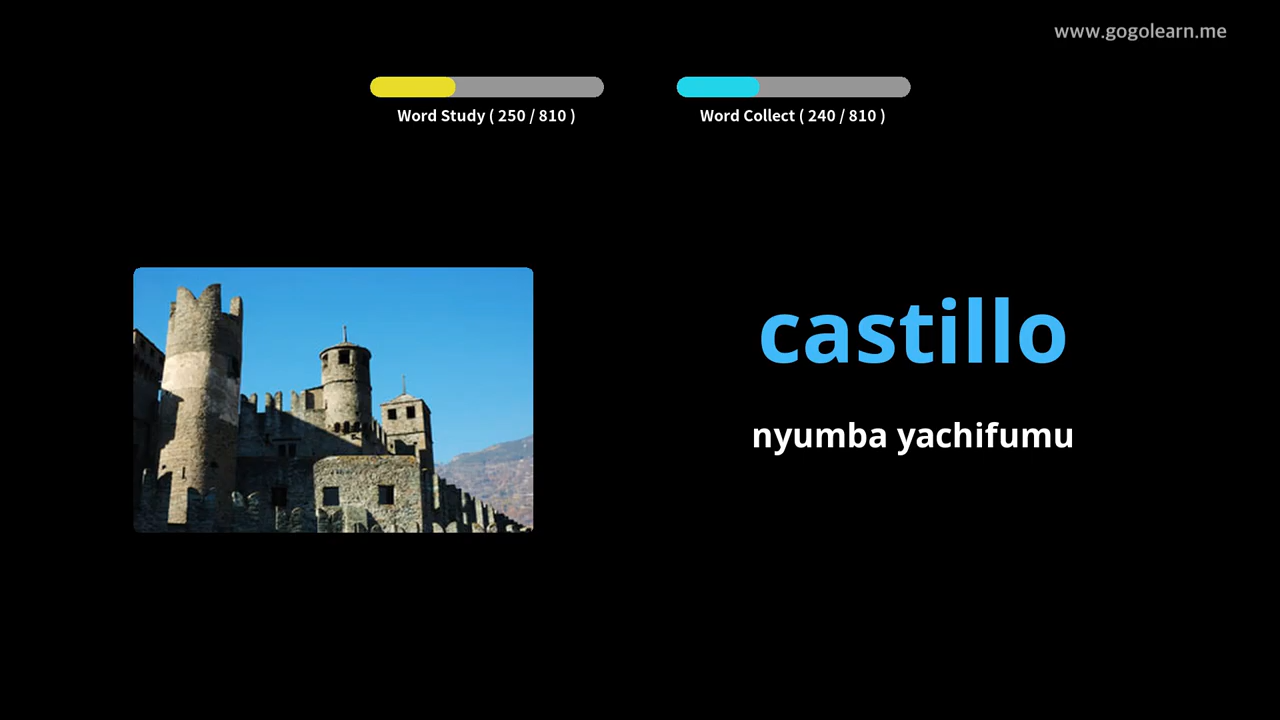 www.gogolearn.me
Word Study ( 250 / 810 )
Word Collect ( 240 / 810 )
castillo
nyumba yachifumu